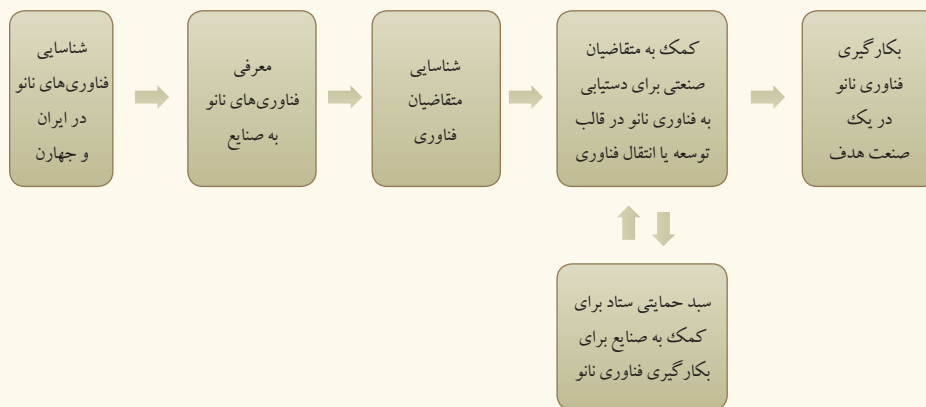 شناسایی
فناوری‌های نانو
در ایران
و جهارن
معرفی
فناوری‌های نانو
به صنایع
شناسایی
متقاضیان
فناوری
کمک به متقاضیان
صنعتی برای دستیابی
به فناوری نانو در قالب
توسعه یا انتقال فناوری
بکارگیری
فناوری نانو
در یک
صنعت هدف
سبد حمایتی ستاد برای
کمک به صنایع برای
بکارگیری فناوری نانو